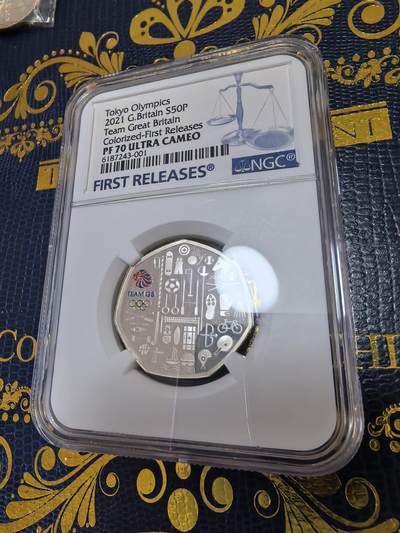 Tokyo Olympics
2021 G.Britain S50P
Team Great Britain
Colorized-First Releases
PF 70 ULTRA CAMEO
6187243-001
NGC®
FIRST RELEASES®
TEAM GB